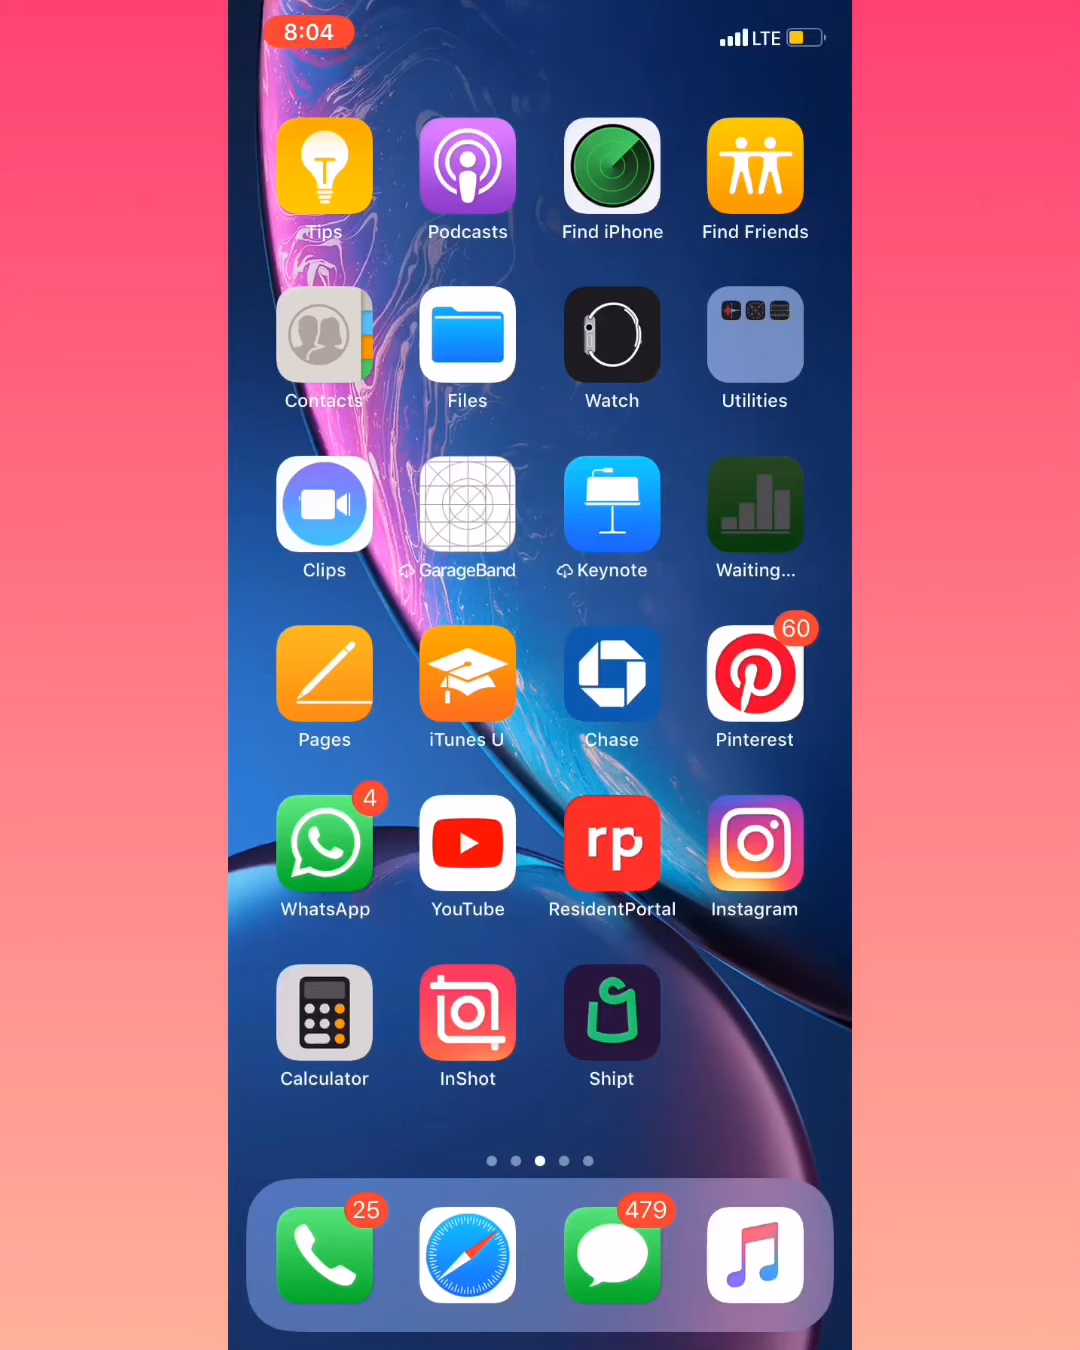 8:04
LTE
Tips
Podcasts
Find iPhone
Find Friends
Contacts
Files
Watch
Utilities
Clips
GarageBand
Keynote
Waiting...
60
Pages
iTunes U
Chase
Pinterest
4
WhatsApp
YouTube
rp
ResidentPortal
Instagram
Calculator
InShot
Shipt
25
479